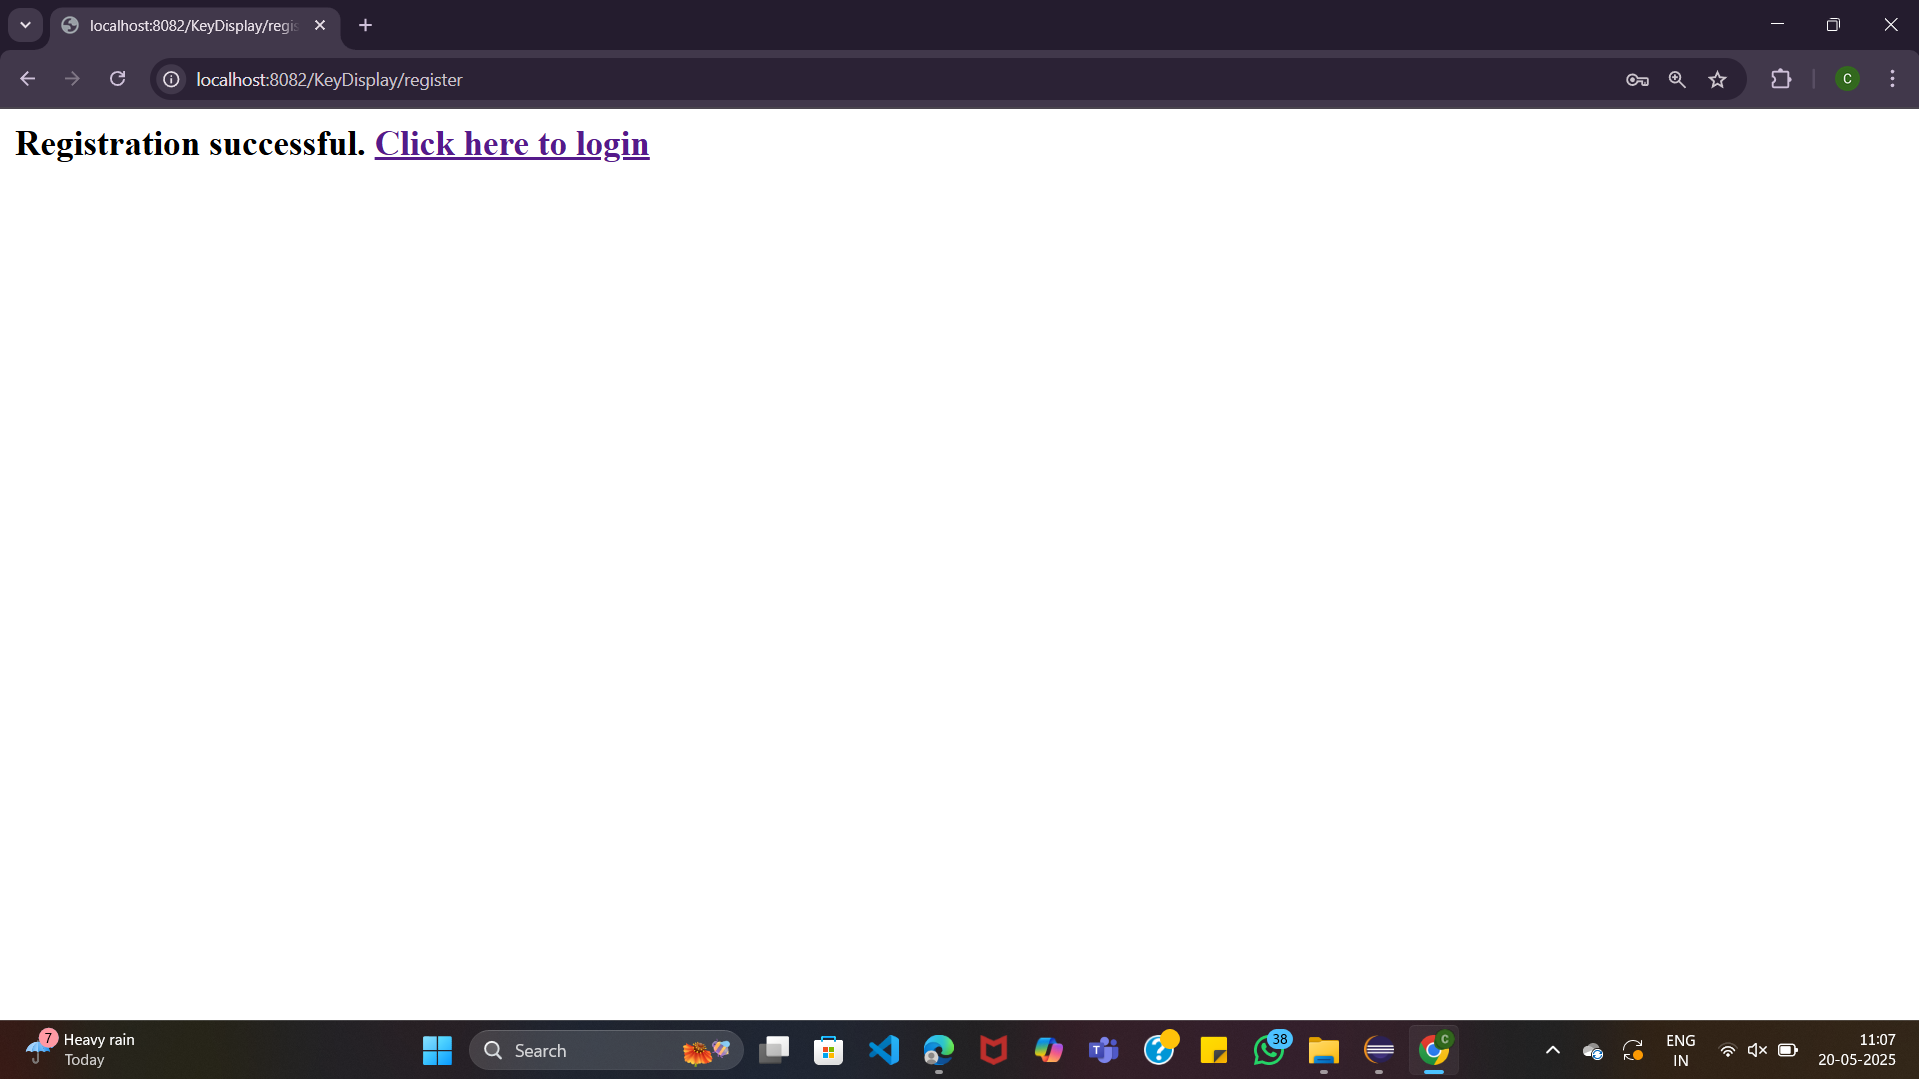 localhost:8082/KeyDisplay/regis
localhost:8082/KeyDisplay/register
C
Registration successful. Click here to login
7
Heavy rain
Today
Search
T
38
C
ENG
IN
11:07
20-05-2025